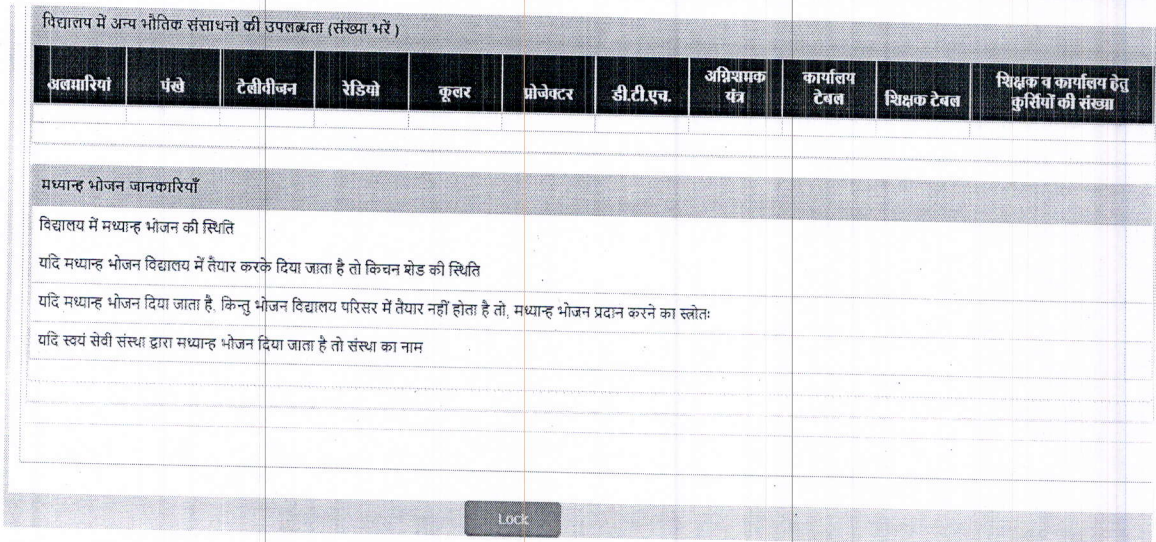 विद्यालय में अन्य भौतिक संसाधनो की उपलब्धता (संख्या भरें )
अलमारियां पंखे टेलीवीजन रेडियो कूलर प्रोजेक्टर डी.टी.एच. अग्निशमक यंत्र कार्यालय टेबल शिक्षक टेबल शिक्षक व कार्यालय हेतु कुर्सियों की संख्या
मध्यान्ह भोजन जानकारियाँ
विद्यालय में मध्यान्ह भोजन की स्थिति
यदि मध्यान्ह भोजन विद्यालय में तैयार करके दिया जाता है तो किचन शेड की स्थिति
यदि मध्यान्ह भोजन दिया जाता है, किन्तु भोजन विद्यालय परिसर में तैयार नहीं होता है तो, मध्यान्ह भोजन प्रदान करने का स्त्रोतः
यदि स्वयं सेवी संस्था द्वारा मध्यान्ह भोजन दिया जाता है तो संस्था का नाम
Lock